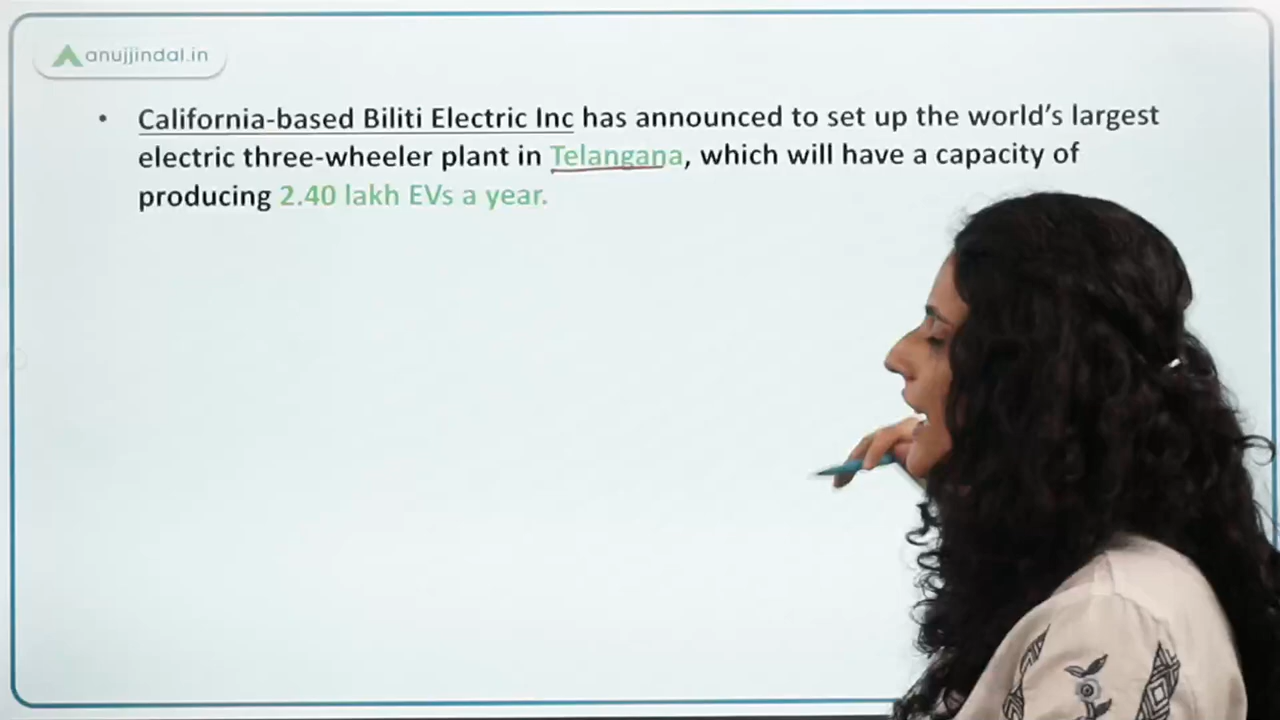 anujjindal.in
• California-based Biliti Electric Inc has announced to set up the world's largest
electric three-wheeler plant in Telangana, which will have a capacity of
producing 2.40 lakh EVs a year.